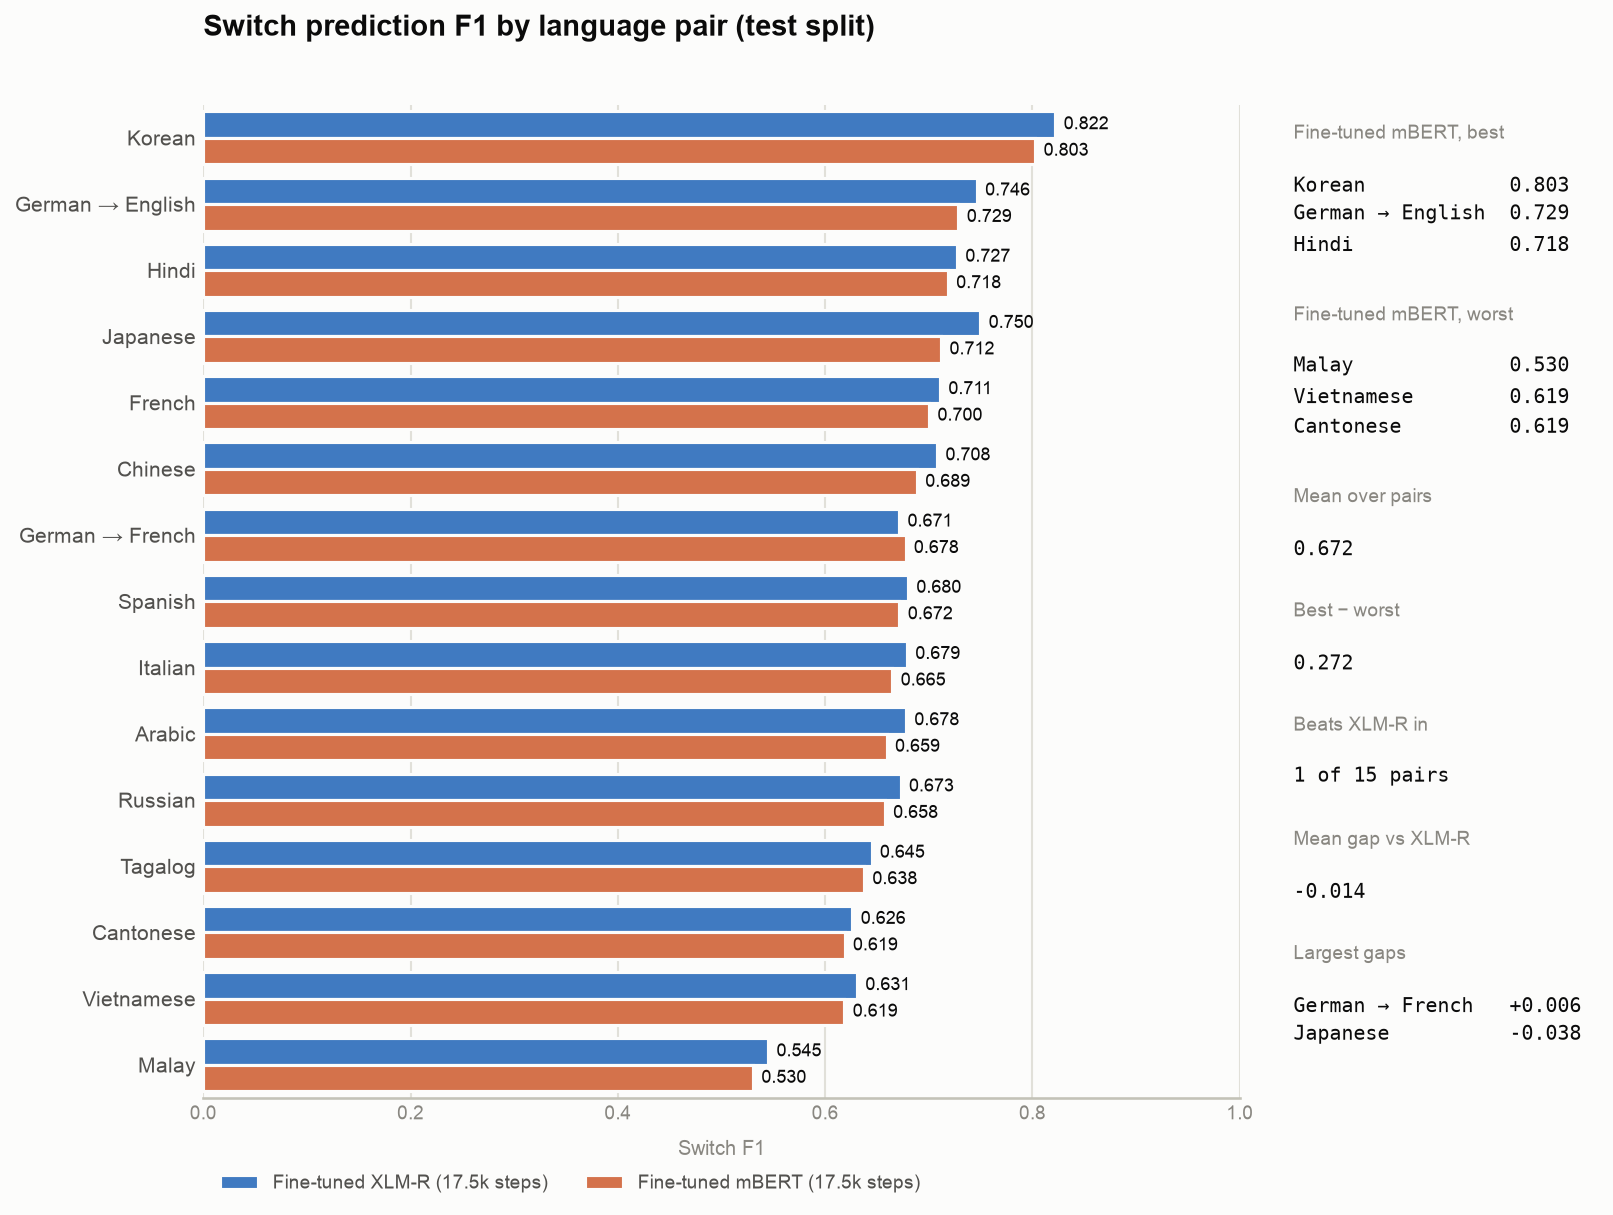 Switch prediction F1 by language pair (test split)
Korean
0.822
0.803
German → English
0.746
0.729
Hindi
0.727
0.718
Japanese
0.750
0.712
French
0.711
0.700
Chinese
0.708
0.689
German → French
0.671
0.678
Spanish
0.680
0.672
Italian
0.679
0.665
Arabic
0.678
0.659
Russian
0.673
0.658
Tagalog
0.645
0.638
Cantonese
0.626
0.619
Vietnamese
0.631
0.619
Malay
0.545
0.530
0.0 0.2 0.4 0.6 0.8 1.0
Switch F1
Fine-tuned XLM-R (17.5k steps) Fine-tuned mBERT (17.5k steps)
Fine-tuned mBERT, best
Korean 0.803
German → English 0.729
Hindi 0.718
Fine-tuned mBERT, worst
Malay 0.530
Vietnamese 0.619
Cantonese 0.619
Mean over pairs
0.672
Best − worst
0.272
Beats XLM-R in
1 of 15 pairs
Mean gap vs XLM-R
-0.014
Largest gaps
German → French +0.006
Japanese -0.038